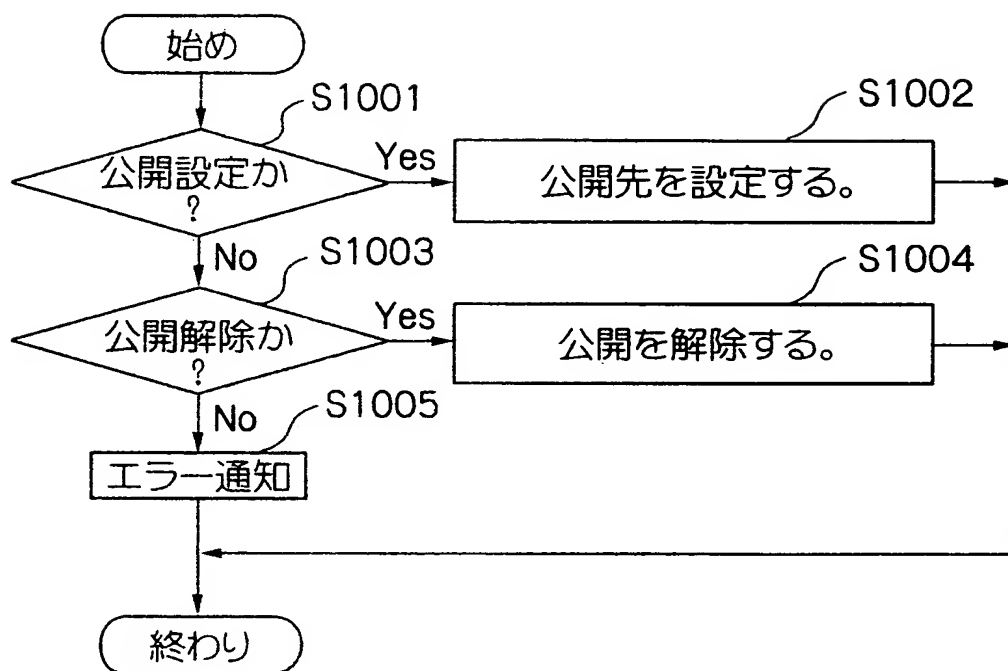 始め
S1001
公開設定か
?
Yes
S1002
公開先を設定する。
No
S1003
公開解除か
?
Yes
S1004
公開を解除する。
No
S1005
エラー通知
終わり